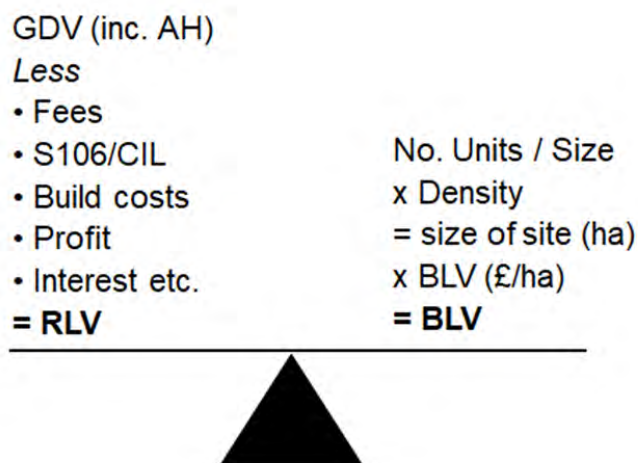 GDV (inc. AH)
Less
• Fees
• S106/CIL
• Build costs
• Profit
• Interest etc.
= RLV
No. Units / Size
x Density
= size of site (ha)
x BLV (£/ha)
= BLV